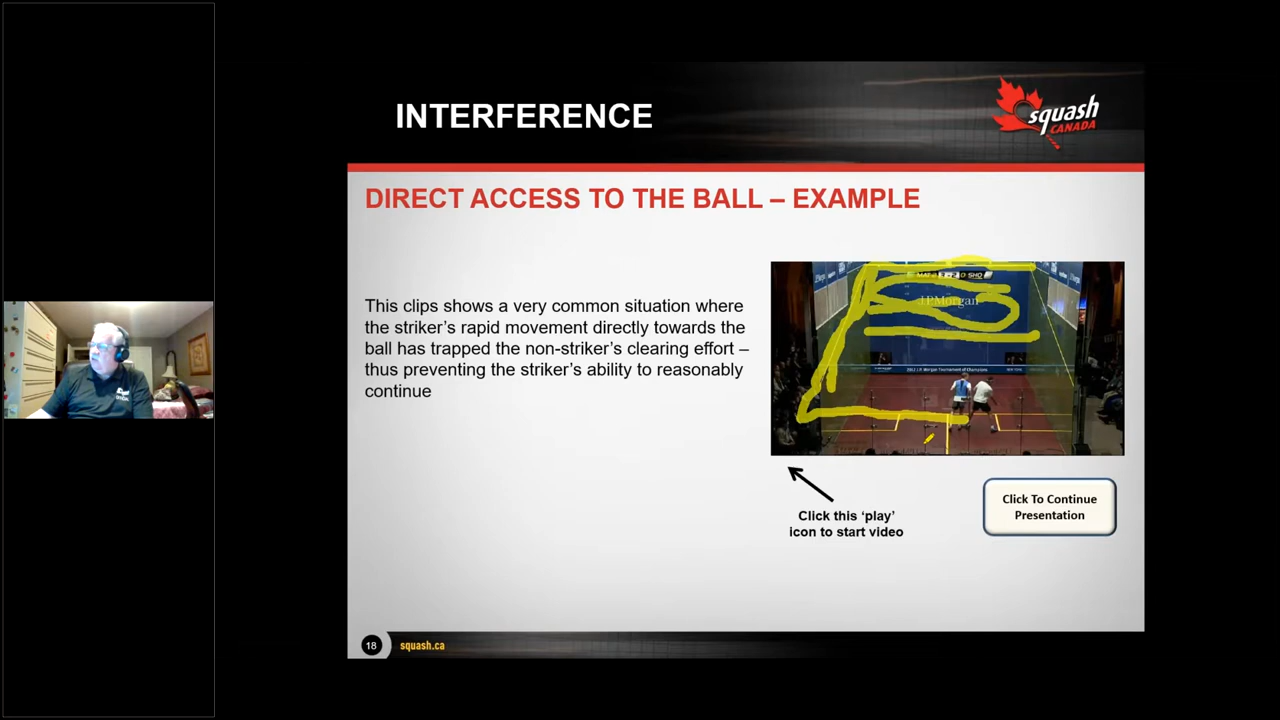 INTERFERENCE
squash
CANADA
DIRECT ACCESS TO THE BALL – EXAMPLE
This clips shows a very common situation where
the striker's rapid movement directly towards the
ball has trapped the non-striker's clearing effort –
thus preventing the striker's ability to reasonably
continue
J.P.Morgan
Click this 'play'
icon to start video
Click To Continue
Presentation
18
squash.ca